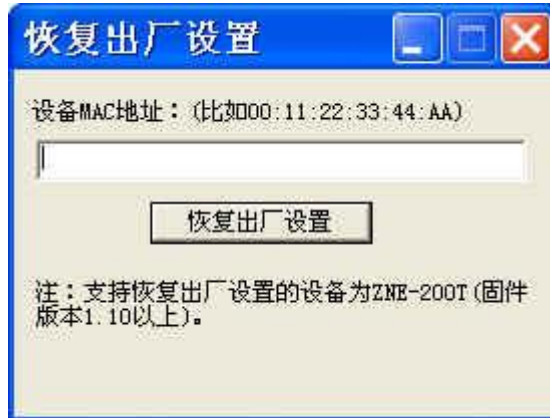 恢复出厂设置
设备MAC地址：(比如00:11:22:33:44:AA)
恢复出厂设置
注：支持恢复出厂设置的设备为ZNE-200T(固件
版本1.10以上)。